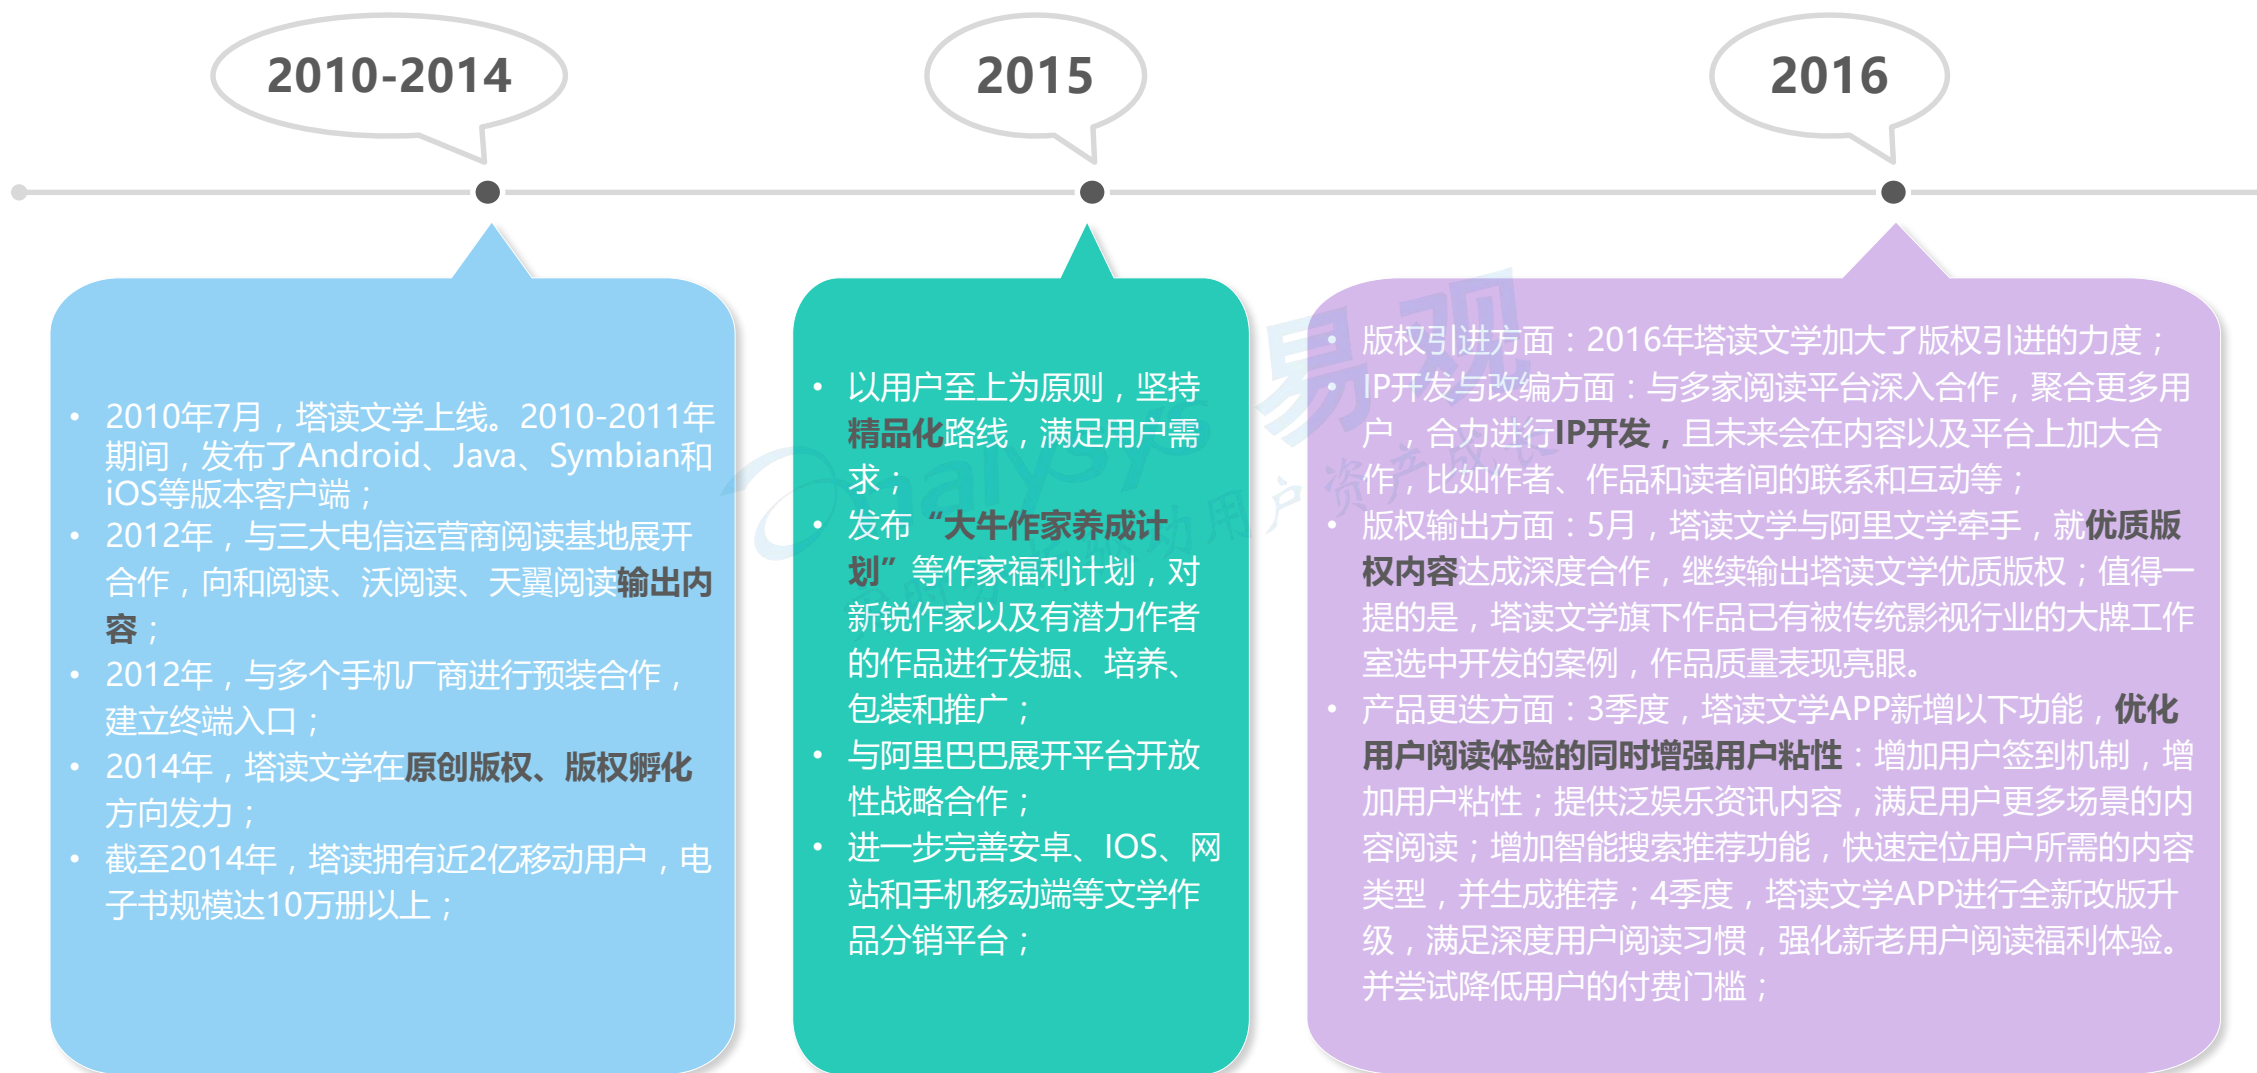 2010-2014
2015
2016
• 2010年7月，塔读文学上线。2010-2011年
期间，发布了Android、Java、Symbian和
iOS等版本客户端；
• 2012年，与三大电信运营商阅读基地展开
合作，向和阅读、沃阅读、天翼阅读输出内
容；
• 2012年，与多个手机厂商进行预装合作，
建立终端入口；
• 2014年，塔读文学在原创版权、版权孵化
方向发力；
• 截至2014年，塔读拥有近2亿移动用户，电
子书规模达10万册以上；
• 以用户至上为原则，坚持
精品化路线，满足用户需
求；
• 发布“大牛作家养成计
划”等作家福利计划，对
新锐作家以及有潜力作者
的作品进行发掘、培养、
包装和推广；
• 与阿里巴巴展开平台开放
性战略合作；
• 进一步完善安卓、IOS、网
站和手机移动端等文学作
品分销平台；
• 版权引进方面：2016年塔读文学加大了版权引进的力度；
• IP开发与改编方面：与多家阅读平台深入合作，聚合更多用
户，合力进行IP开发，且未来会在内容以及平台上加大合
作，比如作者、作品和读者间的联系和互动等；
• 版权输出方面：5月，塔读文学与阿里文学牵手，就优质版
权内容达成深度合作，继续输出塔读文学优质版权；值得一
提的是，塔读文学旗下作品已有被传统影视行业的大牌工作
室选中开发的案例，作品质量表现亮眼。
• 产品更迭方面：3季度，塔读文学APP新增以下功能，优化
用户阅读体验的同时增强用户粘性：增加用户签到机制，增
加用户粘性；提供泛娱乐资讯内容，满足用户更多场景的内
容阅读；增加智能搜索推荐功能，快速定位用户所需的内容
类型，并生成推荐；4季度，塔读文学APP进行全新改版升
级，满足深度用户阅读习惯，强化新老用户阅读福利体验。
并尝试降低用户的付费门槛；
nalysys 易观
动用户资产成长